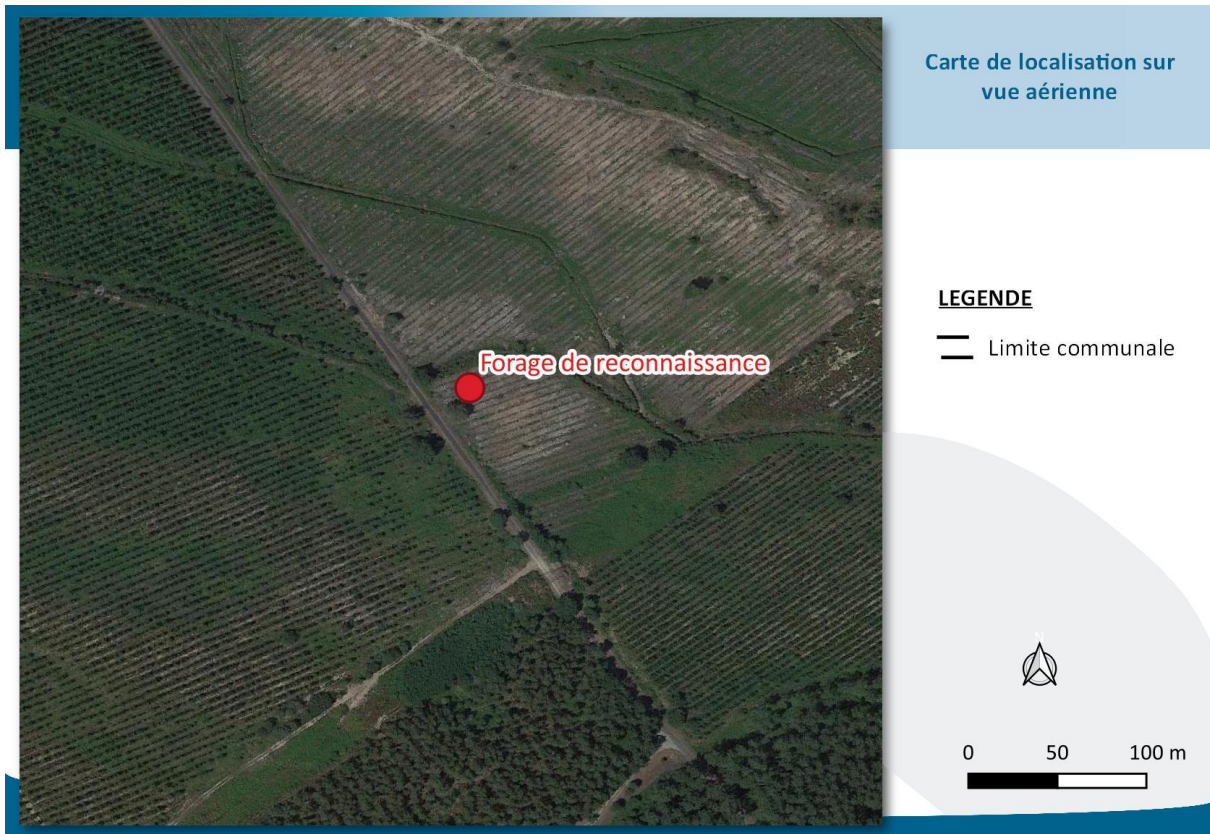 Carte de localisation sur
vue aérienne
Forage de reconnaissance
LEGENDE
Limite communale
N
0 50 100 m